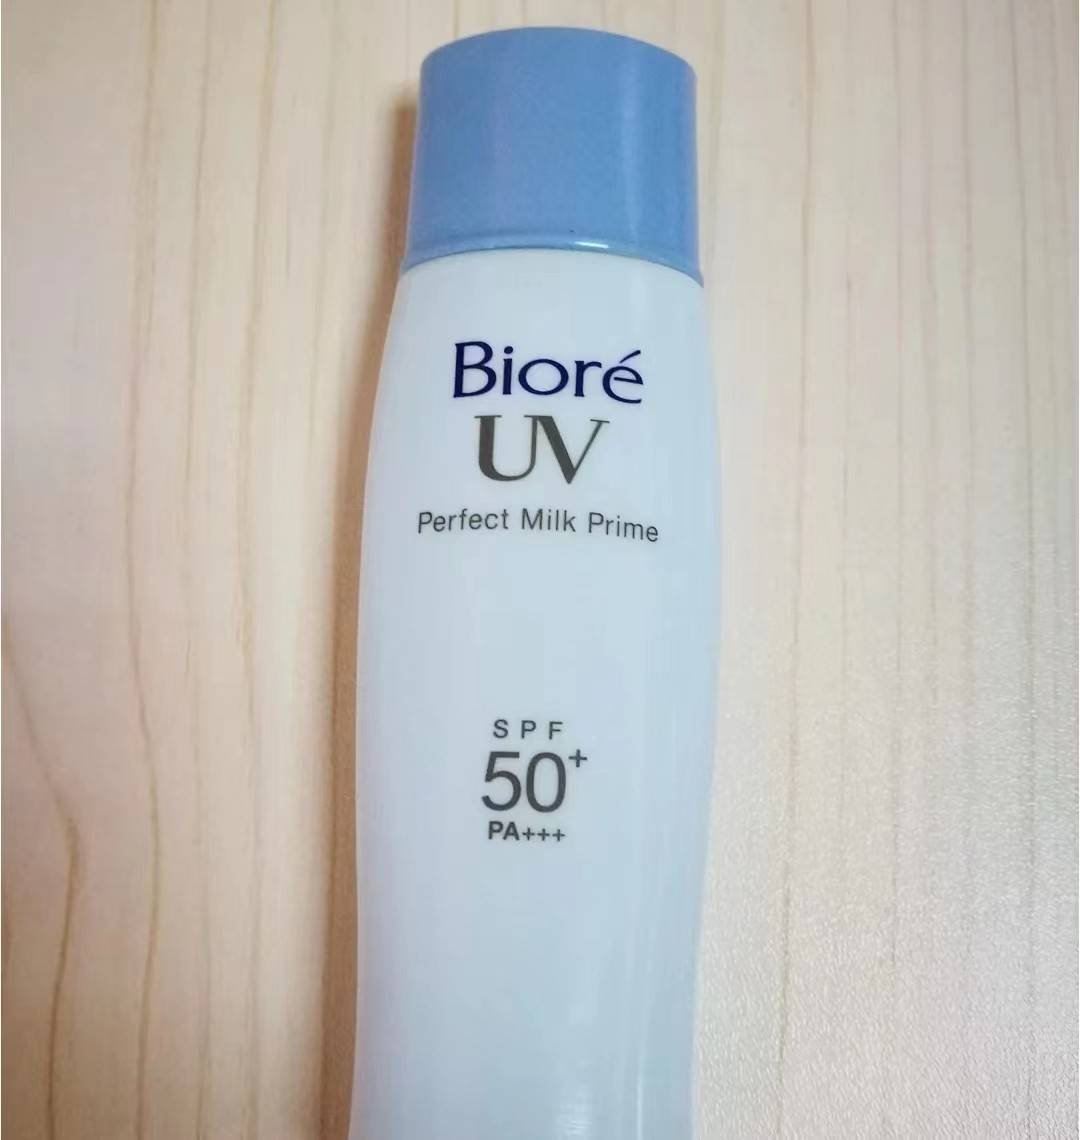 Bioré
UV
Perfect Milk Prime
SPF
50+
PA+++